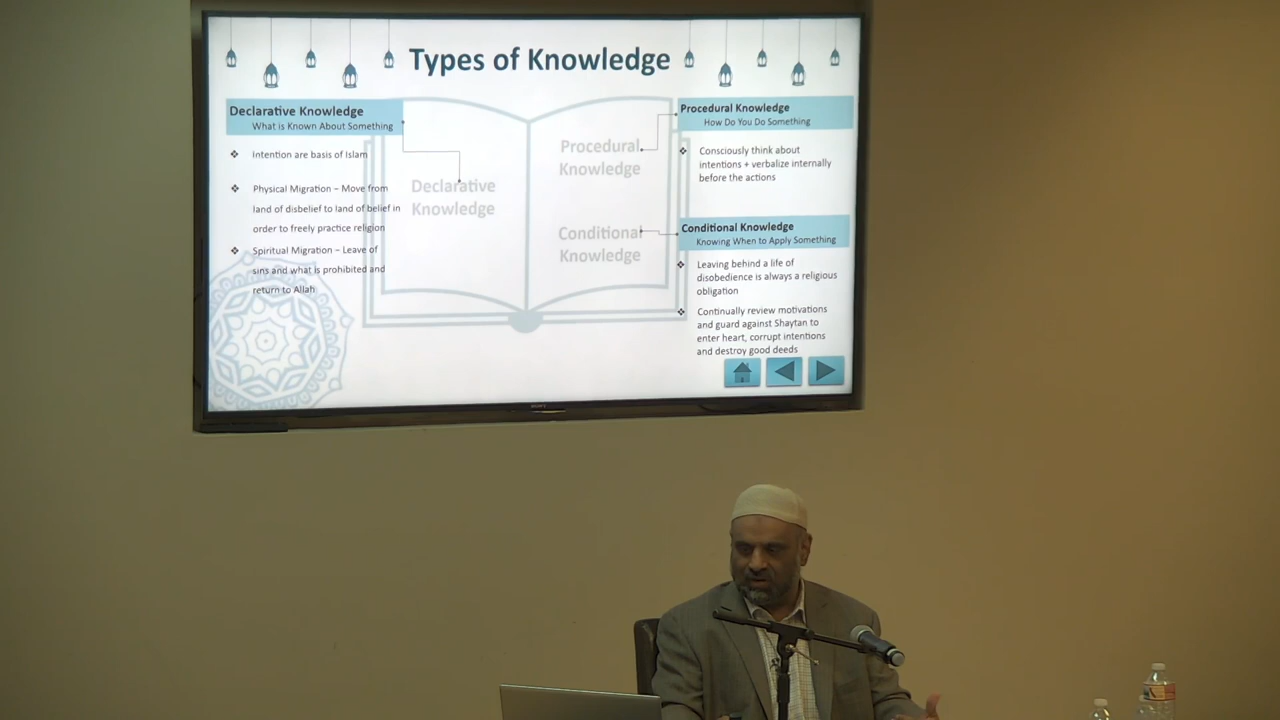 Types of Knowledge
Declarative Knowledge
What is Known About Something
Intention are basis of Islam
Physical Migration – Move from
land of disbelief to land of belief in
order to freely practice religion
Spiritual Migration – Leave of
sins and what is prohibited and
return to Allah
Declarative
Knowledge
Procedural
Knowledge
Conditional
Knowledge
Procedural Knowledge
How Do You Do Something
Consciously think about
intentions + verbalize internally
before the actions
Conditional Knowledge
Knowing When to Apply Something
Leaving behind a life of
disobedience is always a religious
obligation
Continually review motivations
and guard against Shaytan to
enter heart, corrupt intentions
and destroy good deeds